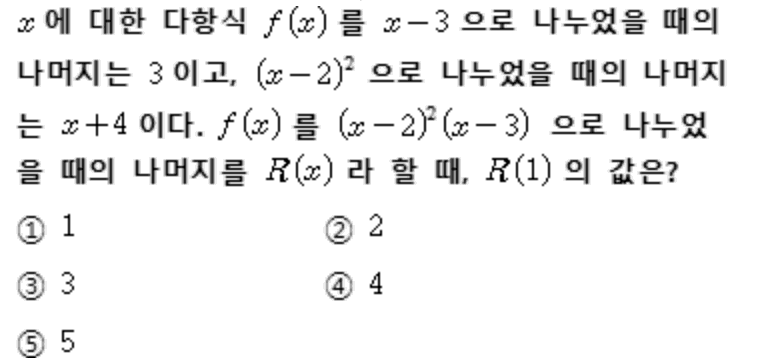 x에 대한 다항식 f(x)를 x-3으로 나누었을 때의
나머지는 3이고, (x-2)² 으로 나누었을 때의 나머지
는 x+4이다. f(x)를 (x-2)²(x-3) 으로 나누었
을 때의 나머지를 R(x)라 할 때, R(1)의 값은?
① 1 ② 2
③ 3 ④ 4
⑤ 5